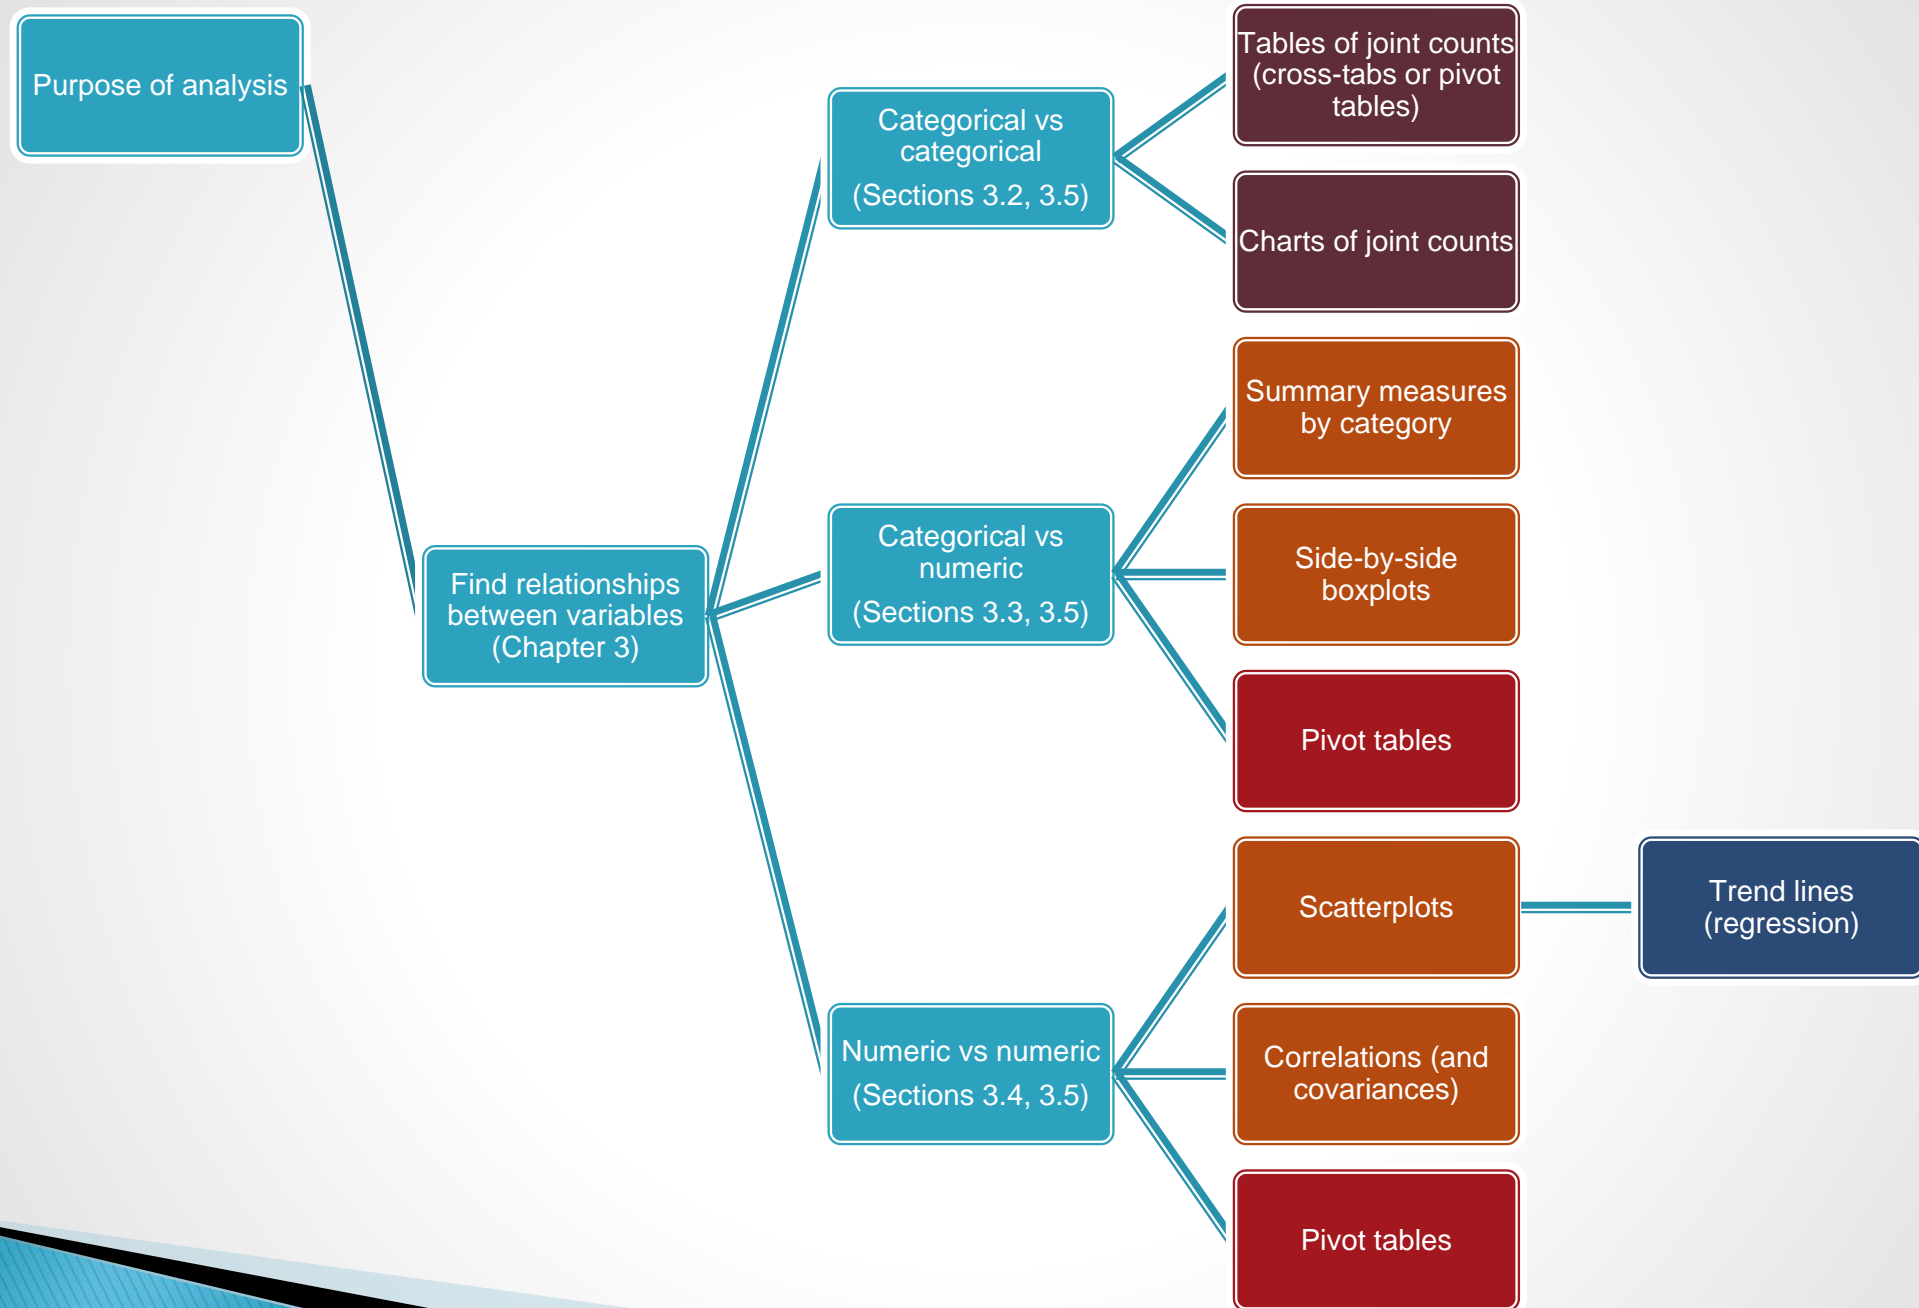 Purpose of analysis
Find relationships
between variables
(Chapter 3)
Categorical vs
categorical
(Sections 3.2, 3.5)
Tables of joint counts
(cross-tabs or pivot
tables)
Charts of joint counts
Categorical vs
numeric
(Sections 3.3, 3.5)
Summary measures
by category
Side-by-side
boxplots
Pivot tables
Numeric vs numeric
(Sections 3.4, 3.5)
Scatterplots
Trend lines
(regression)
Correlations (and
covariances)
Pivot tables